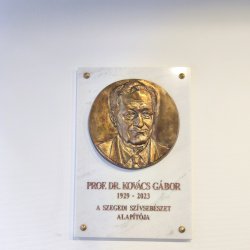 PROF. DR. KOVÁCS GÁBOR
1929 - 2023
A SZEGEDI SZÍVSEBÉSZET
ALAPÍTÓJA